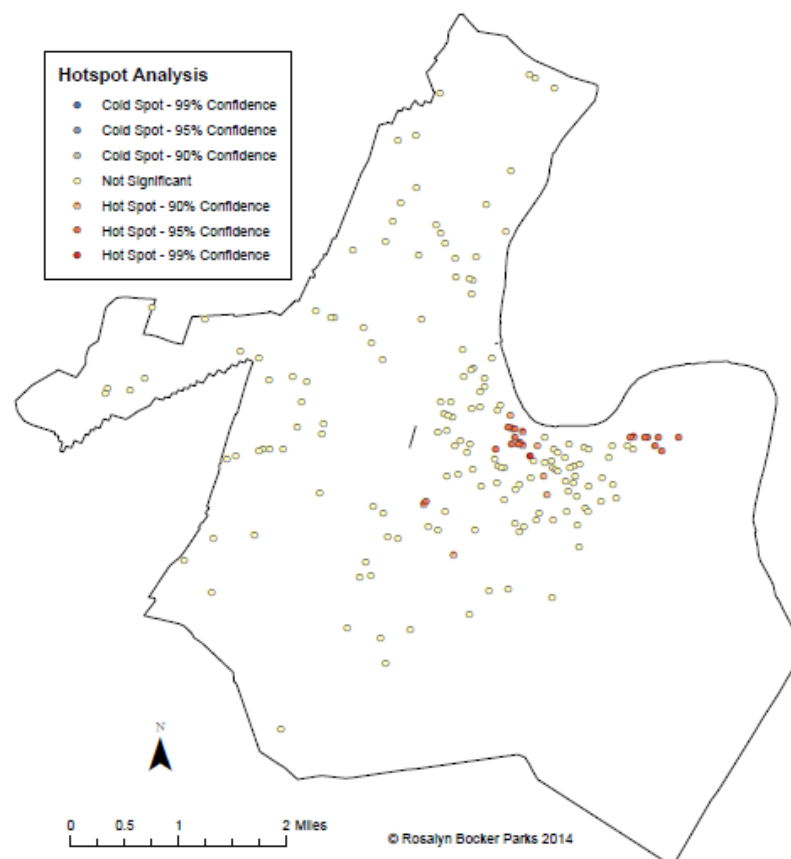 Hotspot Analysis
Cold Spot - 99% Confidence
Cold Spot - 95% Confidence
Cold Spot - 90% Confidence
Not Significant
Hot Spot - 90% Confidence
Hot Spot - 95% Confidence
Hot Spot - 99% Confidence
N
0 0.5 1 2 Miles
© Rosalyn Bocker Parks 2014